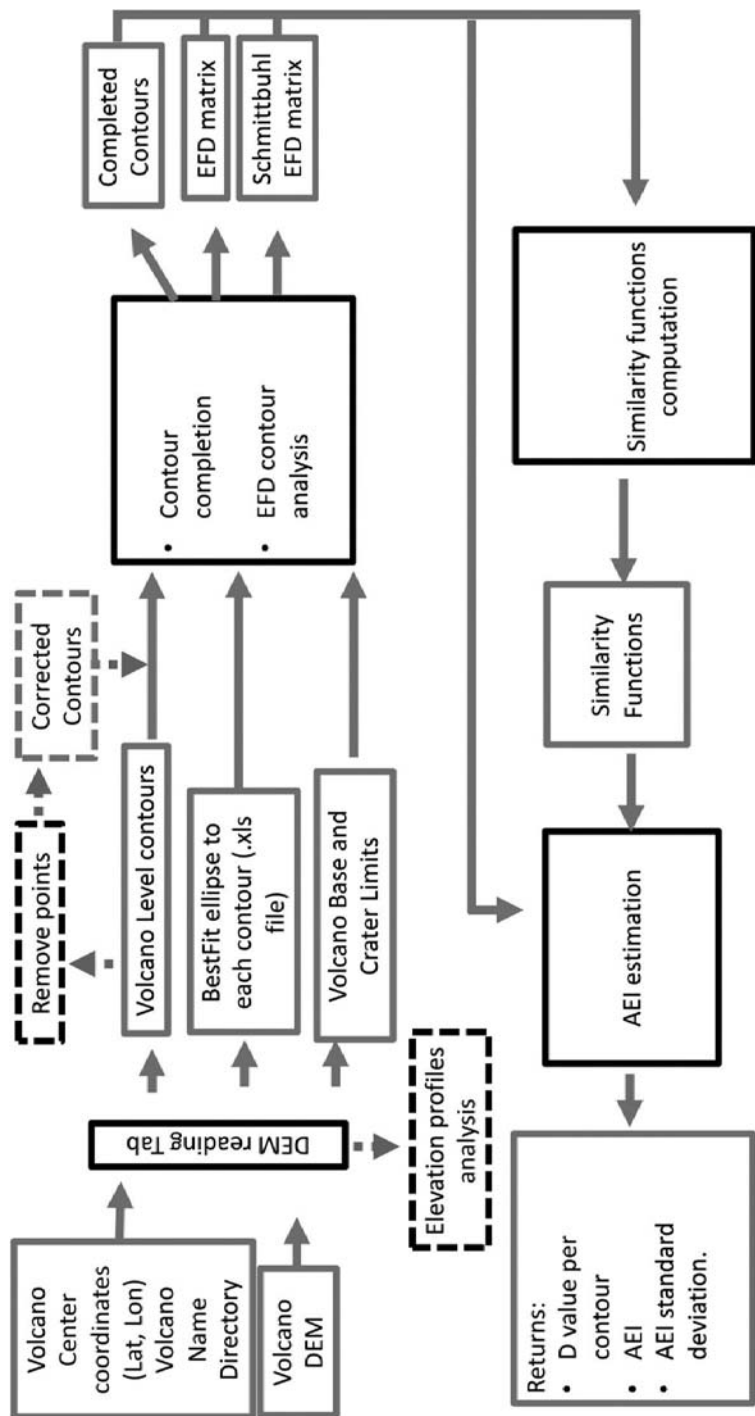 Volcano
Center
coordinates
(Lat, Lon)
Volcano
Name
Directory
Volcano
DEM
DEM reading Tab
Elevation profiles
analysis
Remove points
Corrected
Contours
Volcano Level contours
BestFit ellipse to
each contour (.xls
file)
Volcano Base and
Crater Limits
• Contour
completion
• EFD contour
analysis
Completed
Contours
EFD matrix
Schmittbuhl
EFD matrix
Similarity functions
computation
Similarity
Functions
AEI estimation
Returns:
• D value per
contour
• AEI
• AEI standard
deviation.